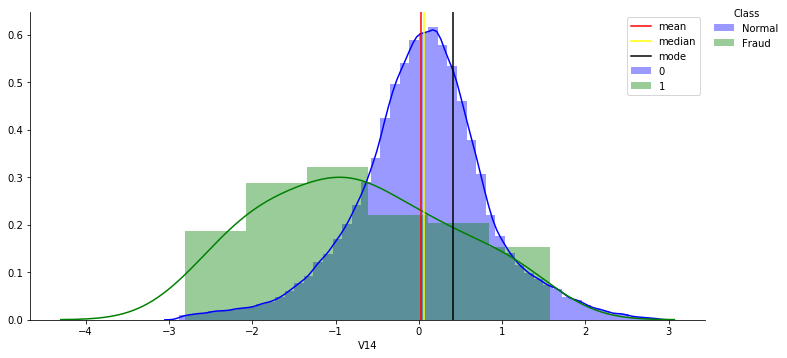 Class
Normal
Fraud
mean
median
mode
0
1
0.6
0.5
0.4
0.3
0.2
0.1
0.0
−4
−3
−2
−1
0
1
2
3
V14